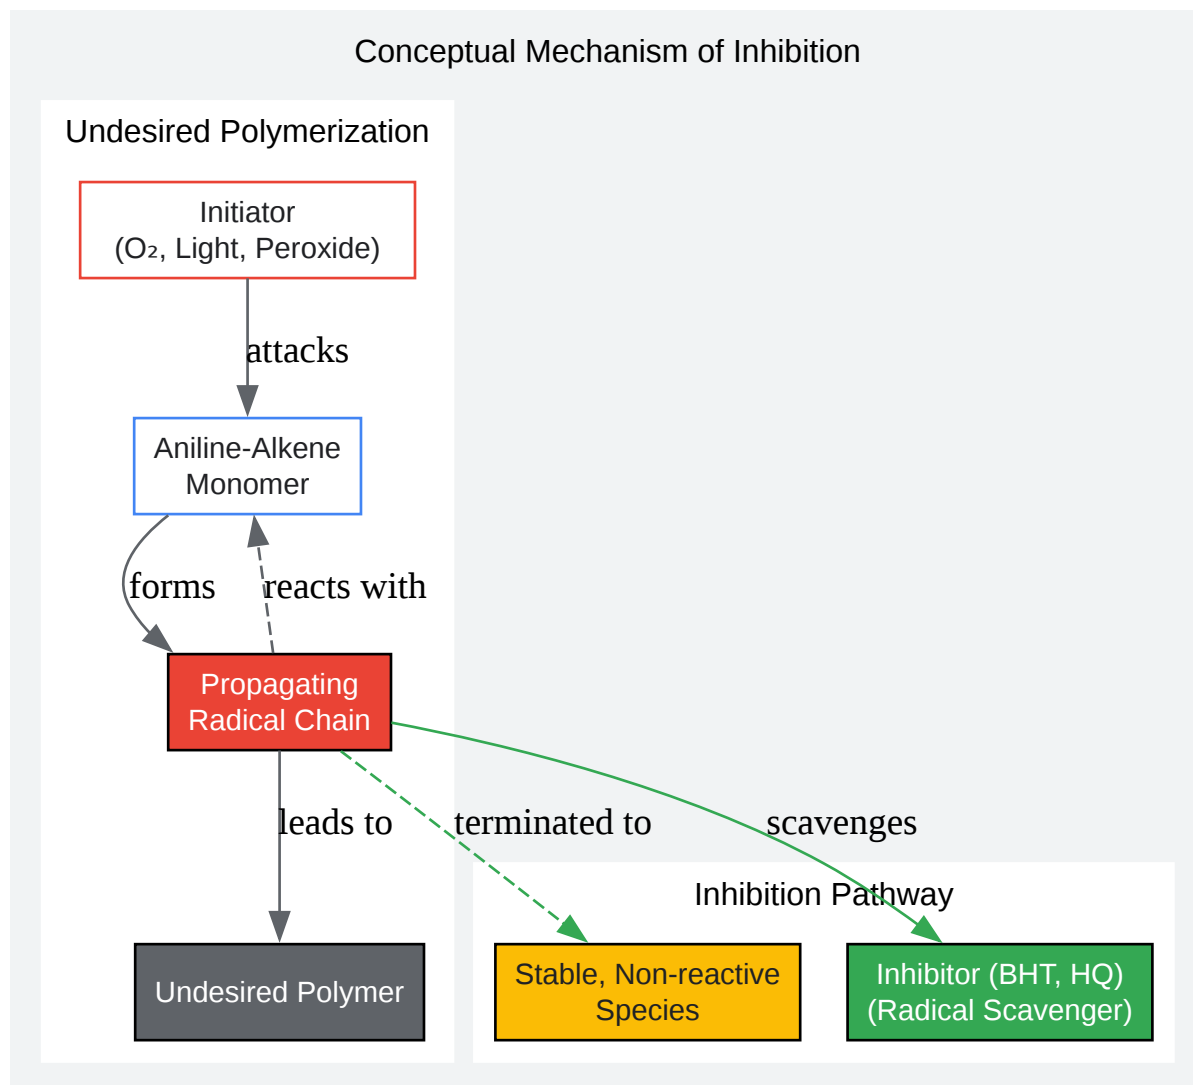 Conceptual Mechanism of Inhibition
Undesired Polymerization
Initiator
(O₂, Light, Peroxide)
attacks
Aniline-Alkene
Monomer
forms
reacts with
Propagating
Radical Chain
leads to
terminated to
scavenges
Inhibition Pathway
Undesired Polymer
Stable, Non-reactive
Species
Inhibitor (BHT, HQ)
(Radical Scavenger)